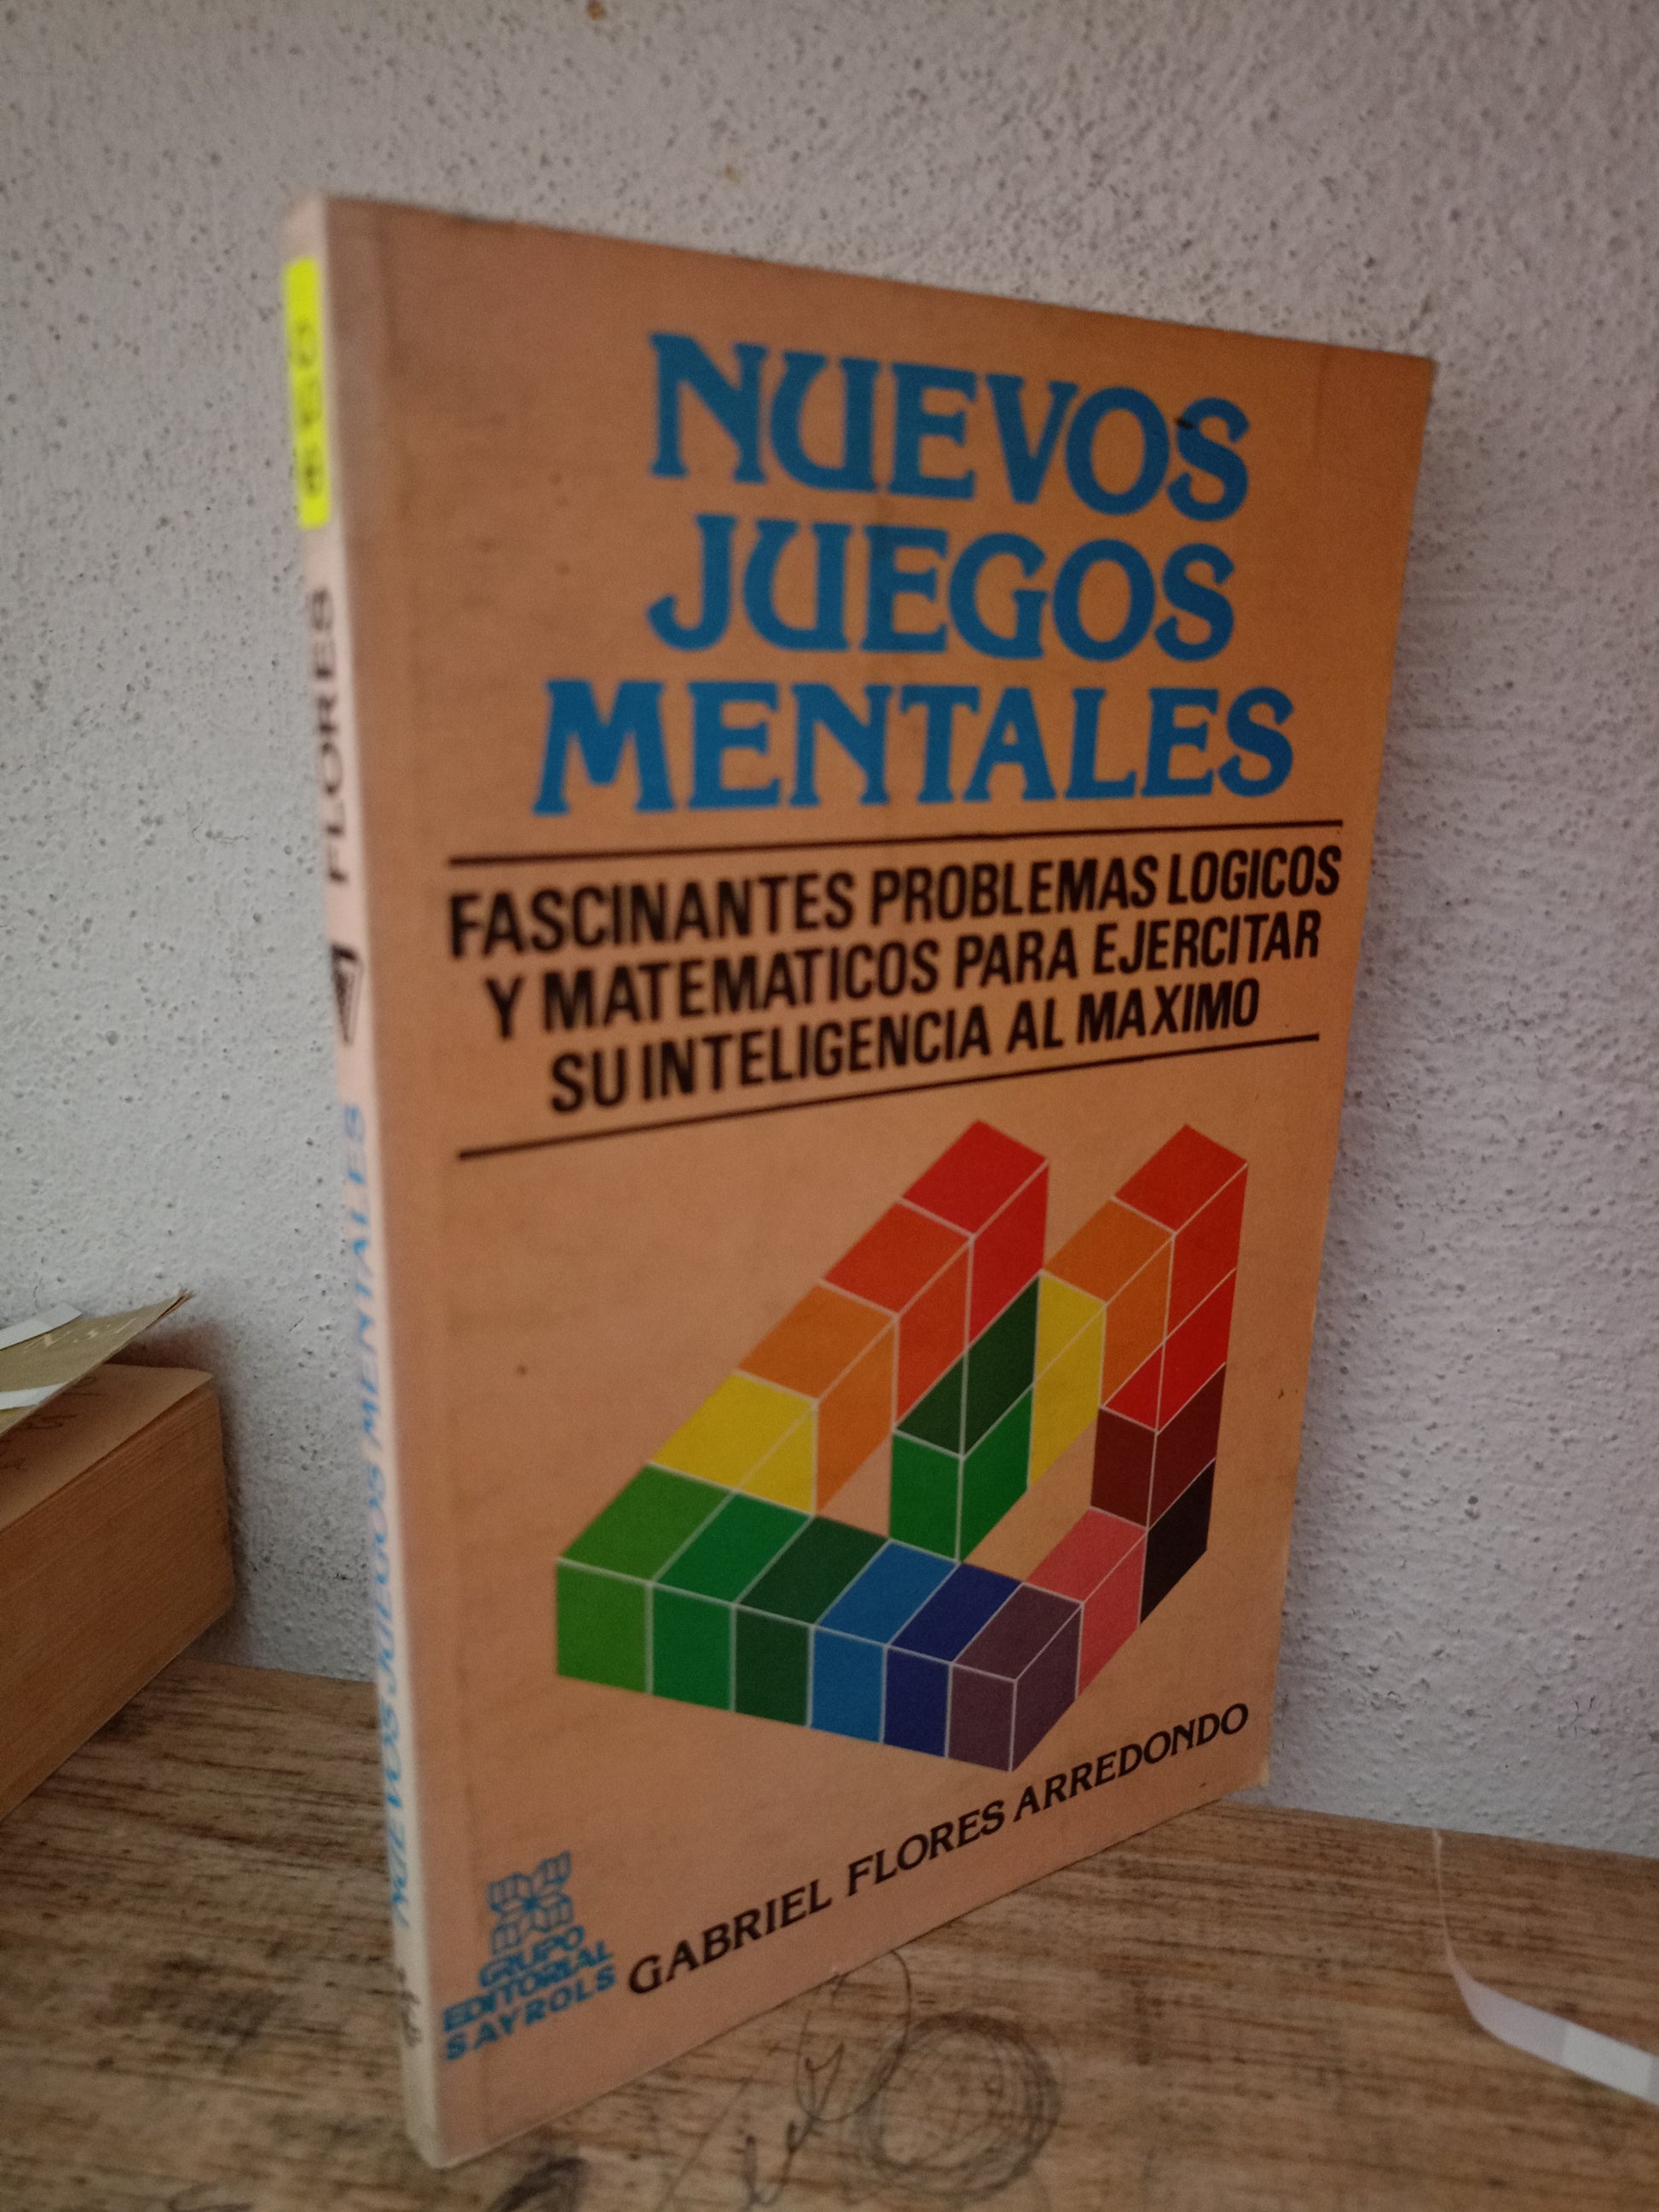 NUEVOS
JUEGOS
MENTALES
FASCINANTES PROBLEMAS LOGICOS
Y MATEMATICOS PARA EJERCITAR
SU INTELIGENCIA AL MAXIMO
GABRIEL FLORES ARREDONDO
GRUPO
EDITORIAL
SAYROLS
FLORES
NUEVOS JUEGOS MENTALES